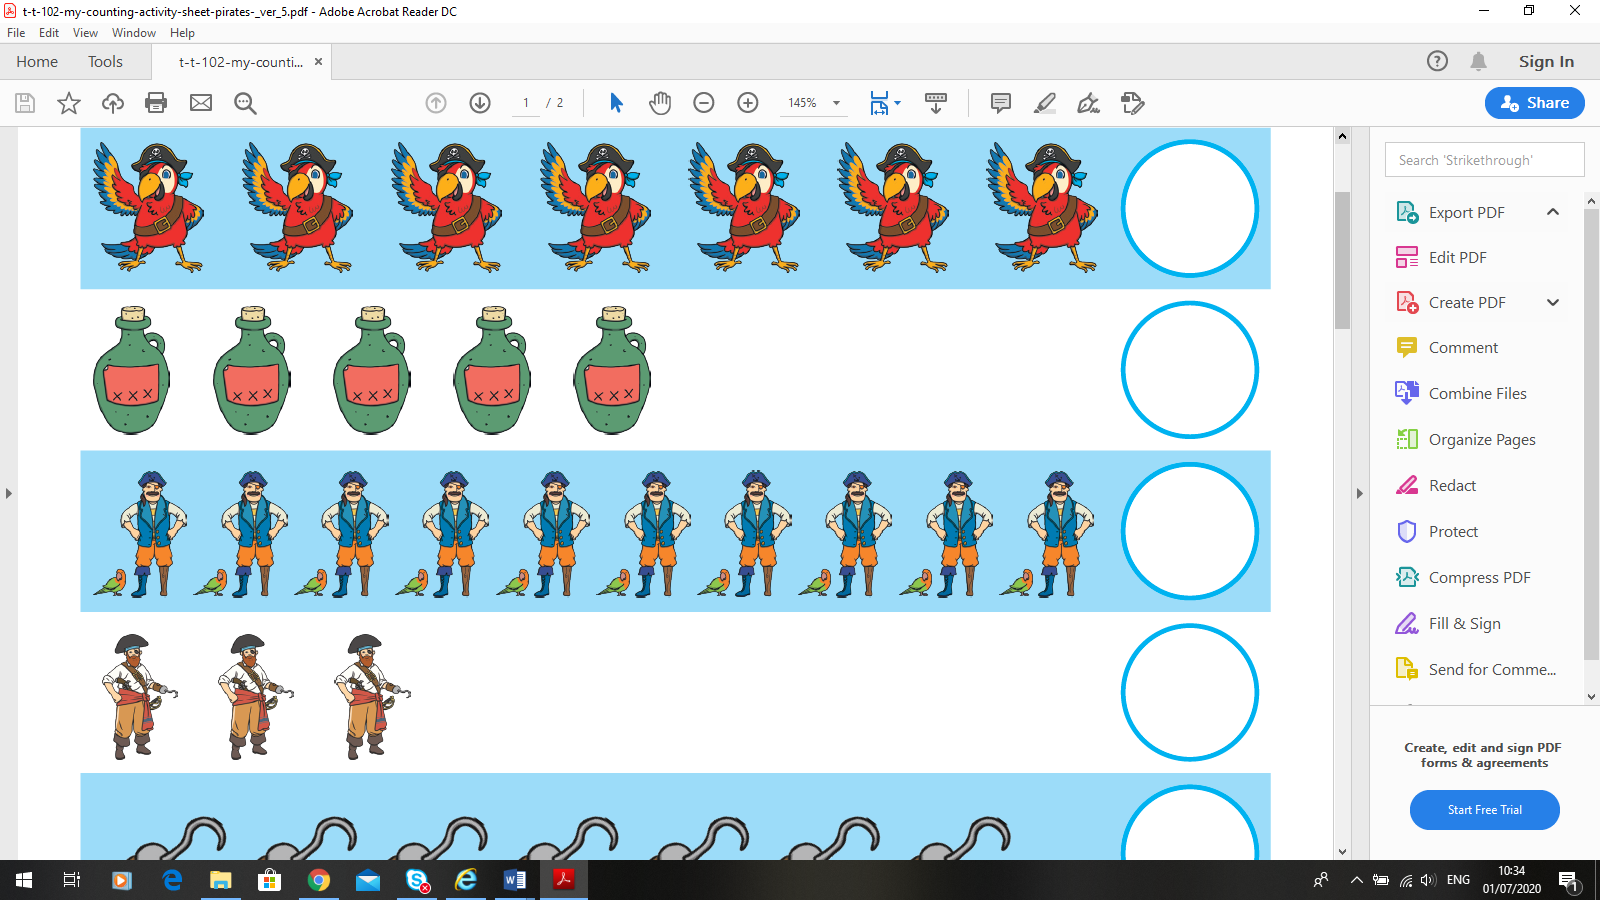 t-t-102-my-counting-activity-sheet-pirates-_ver_5.pdf - Adobe Acrobat Reader DC
File Edit View Window Help
Home Tools t-t-102-my-counti... × Sign In
1 / 2 145% Share
Search 'Strikethrough'
Export PDF
Edit PDF
Create PDF
Comment
Combine Files
Organize Pages
Redact
Protect
Compress PDF
Fill & Sign
Send for Comme...
Create, edit and sign PDF
forms & agreements
Start Free Trial
X X X X X X X X X X X X X X X
ENG
10:34
01/07/2020
1